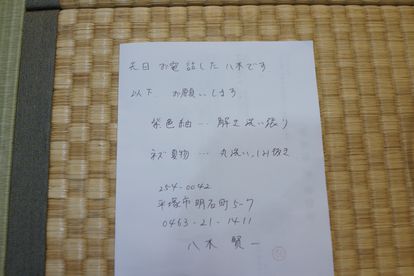 先日 お電話した 八木です
以下 お願いします
紫色紬 … 解き洗い張り
ネズ夏物 … 丸洗い、しみ抜き
254-0042
平塚市明石町5-7
0463-21-1411
八木 賢一